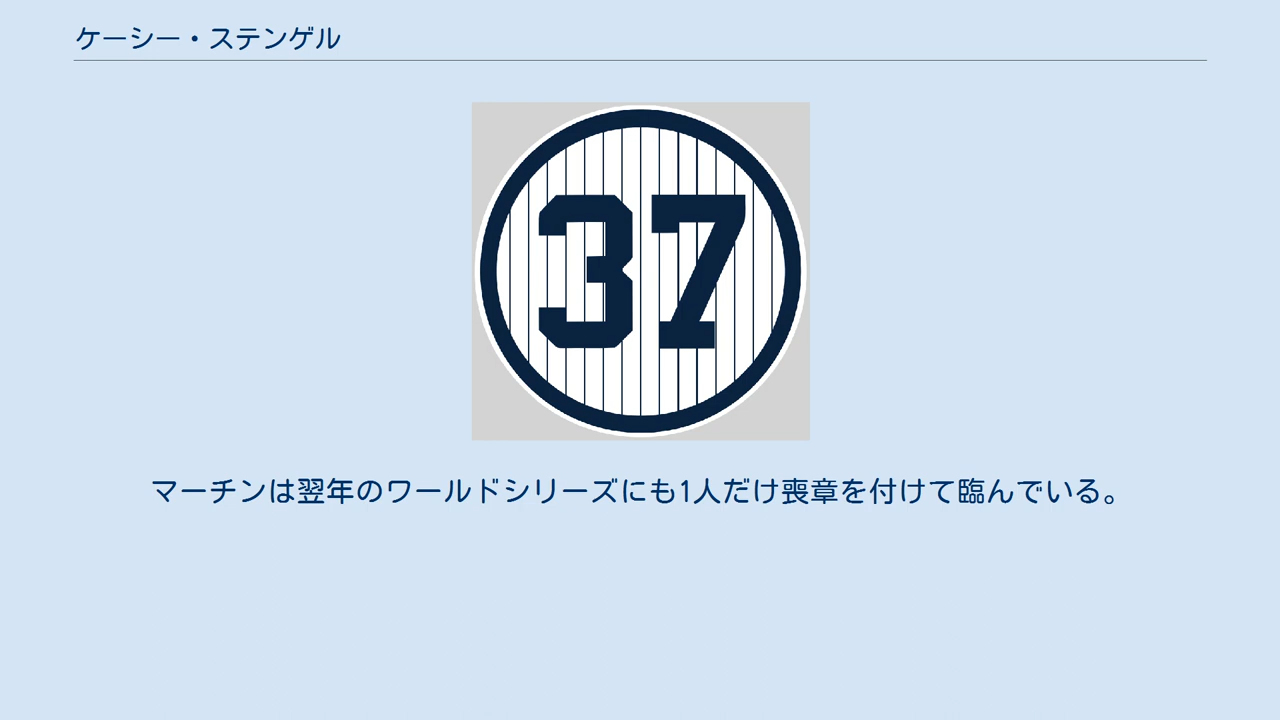 ケーシー・ステンゲル
37
マーチンは翌年のワールドシリーズにも1人だけ喪章を付けて臨んでいる。